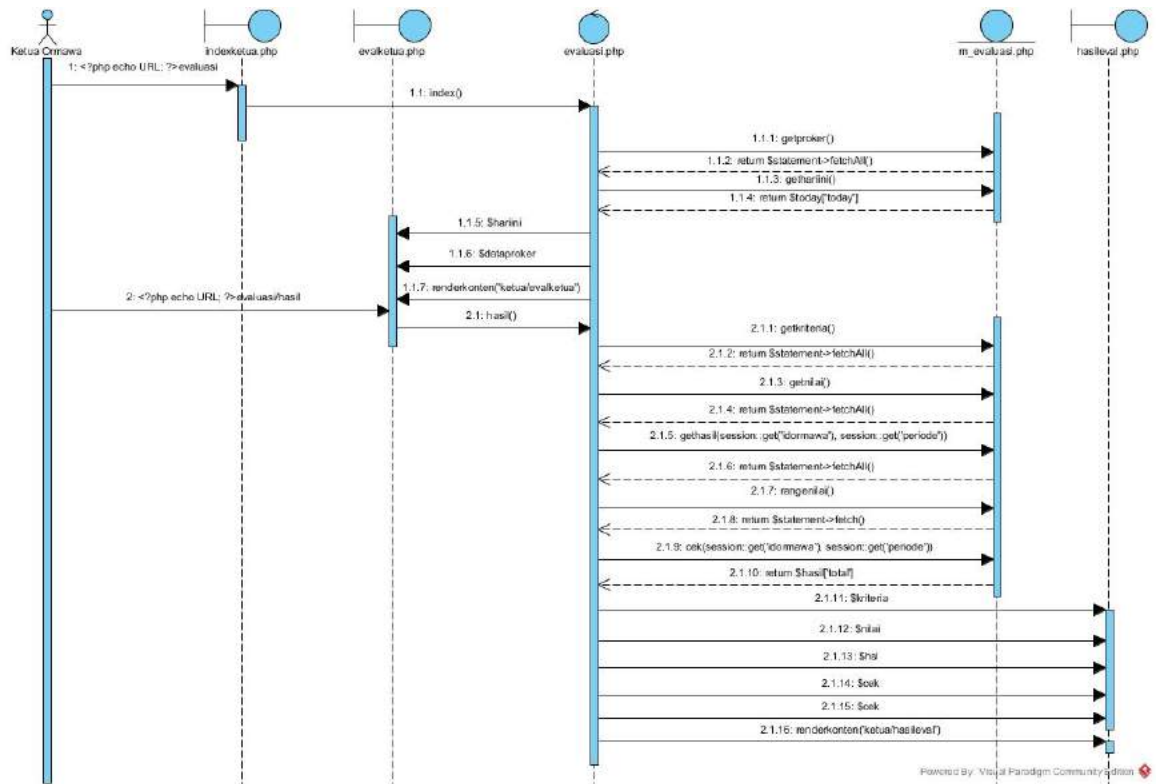 Ketua Ormawa
indexketua.php
evalketua.php
evaluasi.php
m_evaluasi.php
hasileval.php
1: <?php echo URL; ?>evaluasi
1.1: index()
1.1.1: getproker()
1.1.2: return $statement->fetchAll()
1.1.3: gethariini()
1.1.4: return $today['today']
1.1.5: $hariini
1.1.6: $dataproker
1.1.7: renderkonten('ketua/evalketua')
2: <?php echo URL; ?>evaluasi/hasil
2.1: hasil()
2.1.1: getkriteria()
2.1.2: return $statement->fetchAll()
2.1.3: getnilai()
2.1.4: return $statement->fetchAll()
2.1.5: gethasil(session::get('idormawa'), session::get('periode'))
2.1.6: return $statement->fetchAll()
2.1.7: rangenilai()
2.1.8: return $statement->fetch()
2.1.9: cek(session::get('idormawa'), session::get('periode'))
2.1.10: return $hasil['total']
2.1.11: $kriteria
2.1.12: $nilai
2.1.13: $hsl
2.1.14: $cek
2.1.15: $cek
2.1.16: renderkonten('ketua/hasileval')
Powered By Visual Paradigm Community Edition